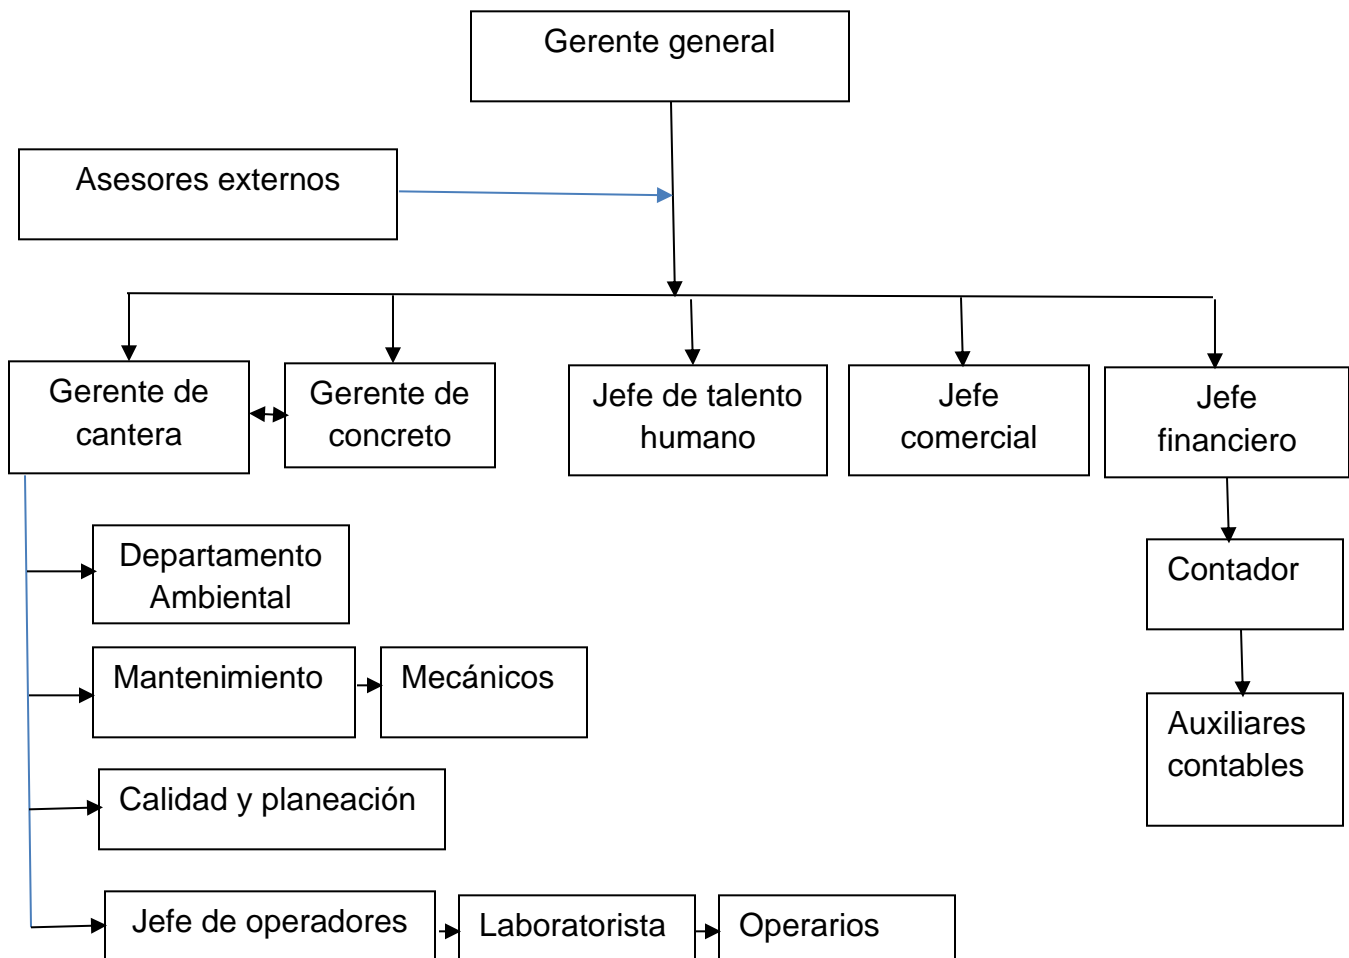 Gerente general
Asesores externos
Gerente de
cantera
Gerente de
concreto
Jefe de talento
humano
Jefe
comercial
Jefe
financiero
Departamento
Ambiental
Contador
Mantenimiento
Mecánicos
Auxiliares
contables
Calidad y planeación
Jefe de operadores
Laboratorista
Operarios